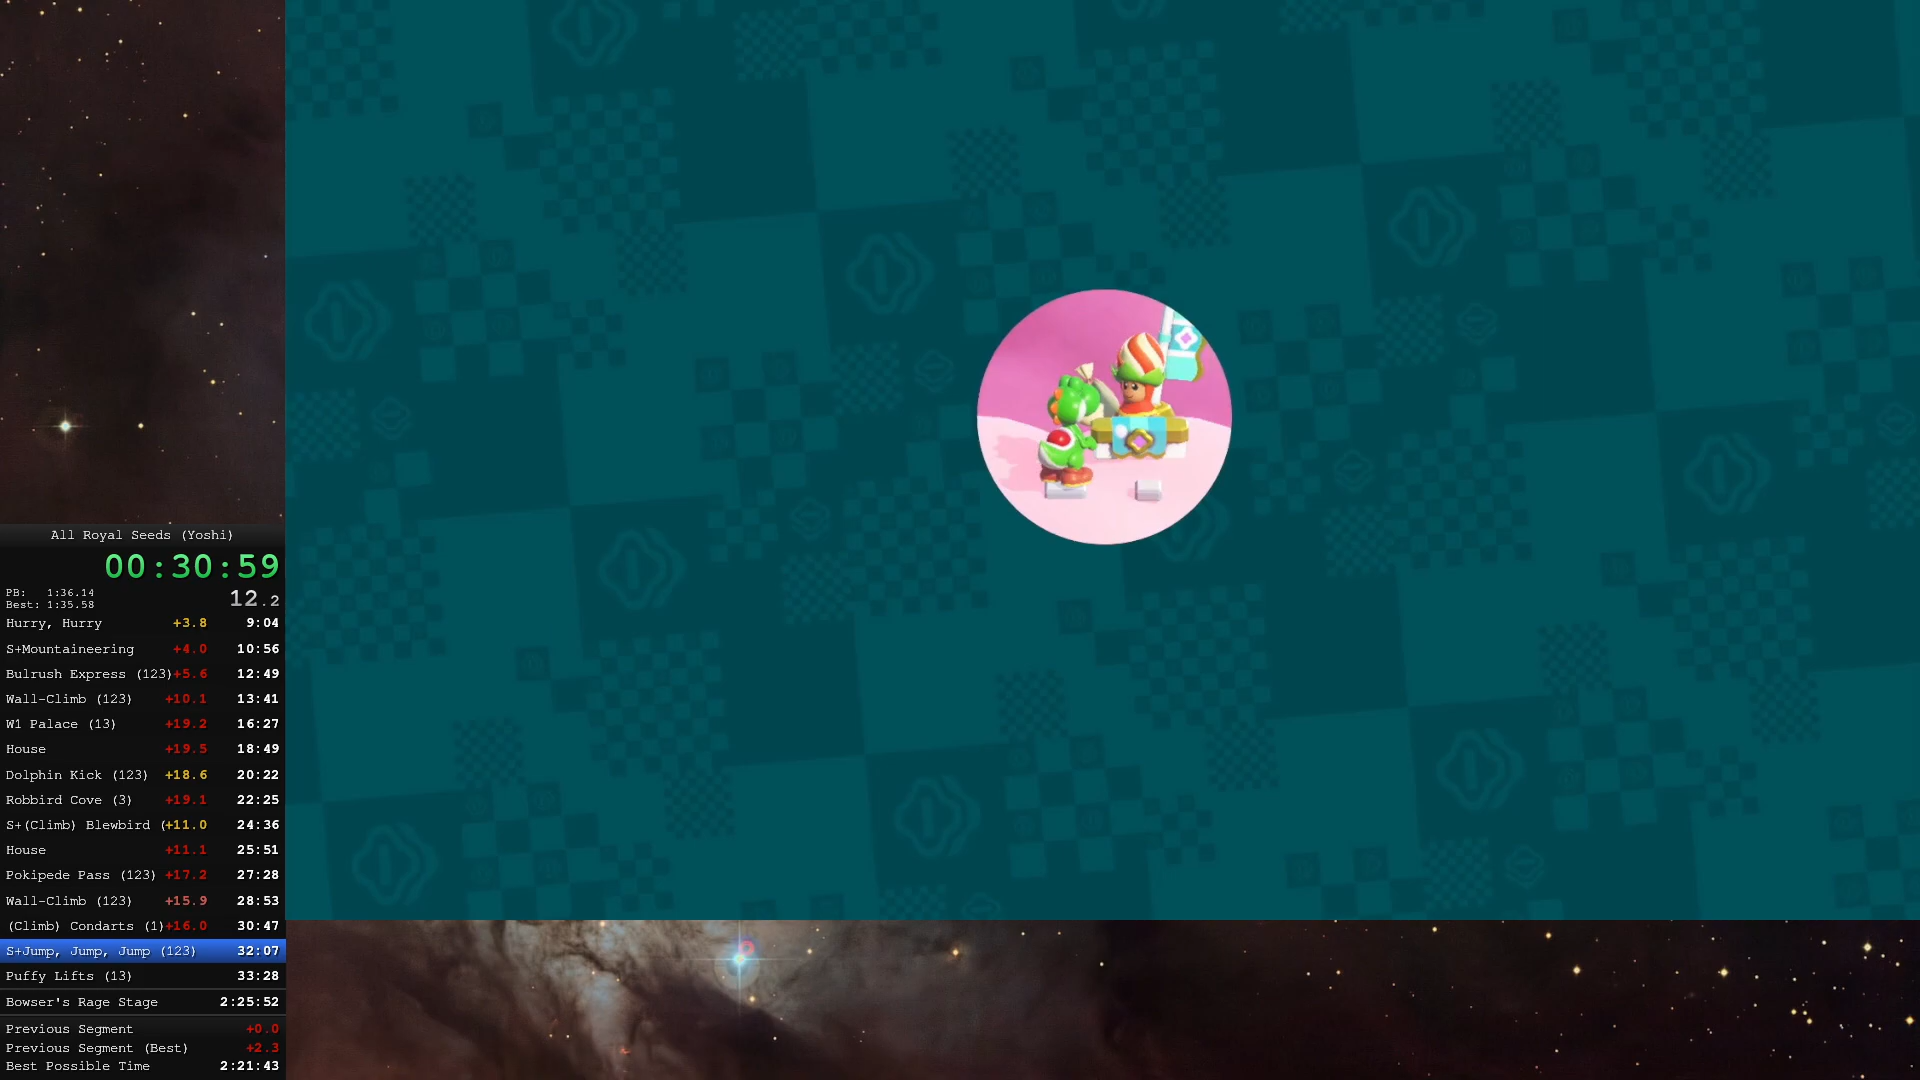 All Royal Seeds (Yoshi)
00:30:59
PB: 1:36.14
Best: 1:35.58
12.2
Hurry, Hurry +3.8 9:04
S+Mountaineering +4.0 10:56
Bulrush Express (123)+5.6 12:49
Wall-Climb (123) +10.1 13:41
W1 Palace (13) +19.2 16:27
House +19.5 18:49
Dolphin Kick (123) +18.6 20:22
Robbird Cove (3) +19.1 22:25
S+(Climb) Blewbird (+11.0 24:36
House +11.1 25:51
Pokipede Pass (123) +17.2 27:28
Wall-Climb (123) +15.9 28:53
(Climb) Condarts (1)+16.0 30:47
S+Jump, Jump, Jump (123) 32:07
Puffy Lifts (13) 33:28
Bowser's Rage Stage 2:25:52
Previous Segment +0.0
Previous Segment (Best) +2.3
Best Possible Time 2:21:43